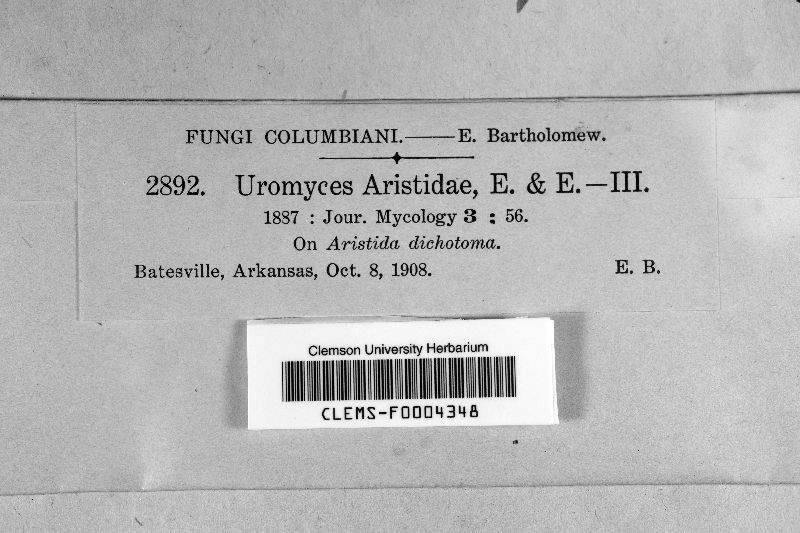 FUNGI COLUMBIANI.——E. Bartholomew.
2892. Uromyces Aristidae, E. & E.—III.
1887 : Jour. Mycology 3 : 56.
On Aristida dichotoma.
Batesville, Arkansas, Oct. 8, 1908. E. B.
Clemson University Herbarium
CLEMS-F0004348